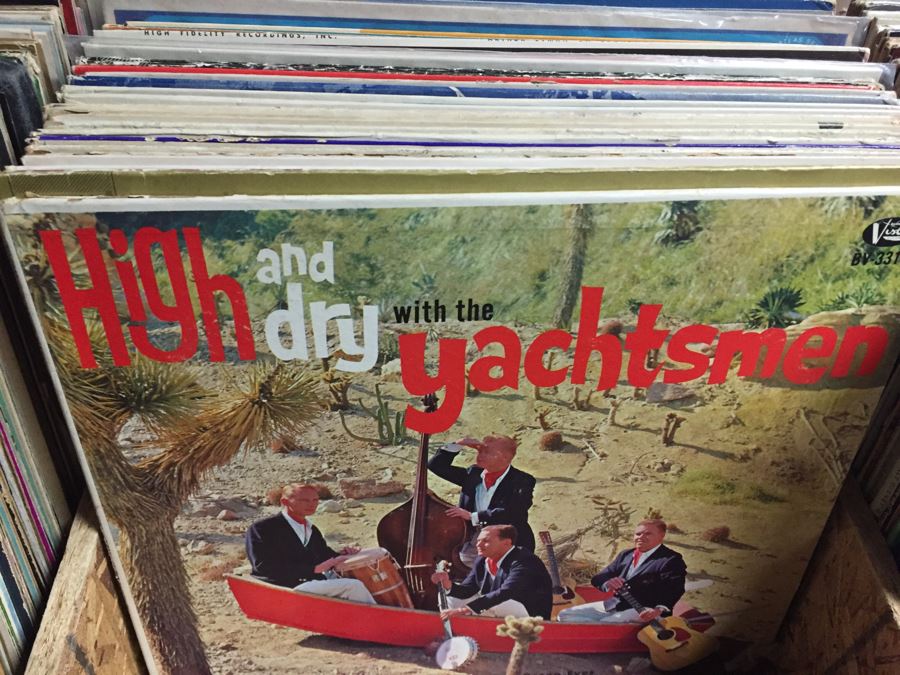 HIGH FIDELITY RECORDINGS, INC.
High and dry with the yachtsmen
BV-331